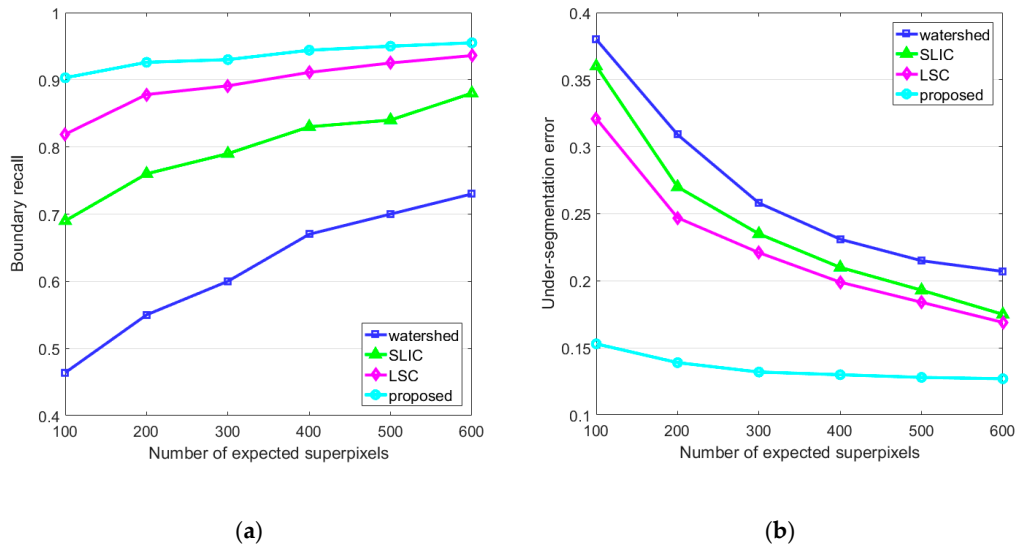 1
0.9
0.8
0.7
0.6
0.5
0.4
Boundary recall
watershed
SLIC
LSC
proposed
100 200 300 400 500 600
Number of expected superpixels
(a)
0.4
0.35
0.3
0.25
0.2
0.15
0.1
Under-segmentation error
watershed
SLIC
LSC
proposed
100 200 300 400 500 600
Number of expected superpixels
(b)